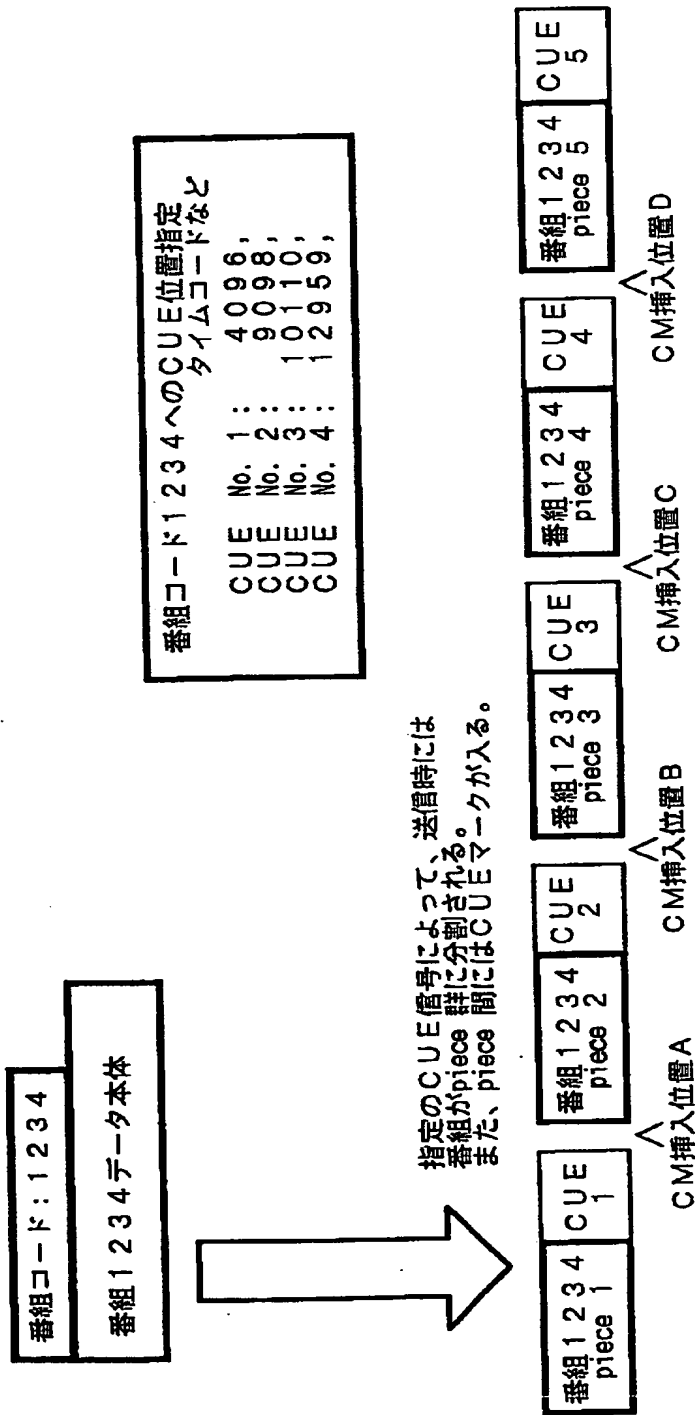 番組コード:1234
番組1234データ本体
番組コード1234へのCUE位置指定
タイムコードなど
CUE No. 1: 4096,
CUE No. 2: 9098,
CUE No. 3: 10110,
CUE No. 4: 12959,
指定のCUE信号によって、送信時には
番組がpiece 群に分割される。
また、piece 間にはCUEマークが入る。
番組1234
piece 1
CUE
1
番組1234
piece 2
CUE
2
番組1234
piece 3
CUE
3
番組1234
piece 4
CUE
4
番組1234
piece 5
CUE
5
CM挿入位置A
CM挿入位置B
CM挿入位置C
CM挿入位置D